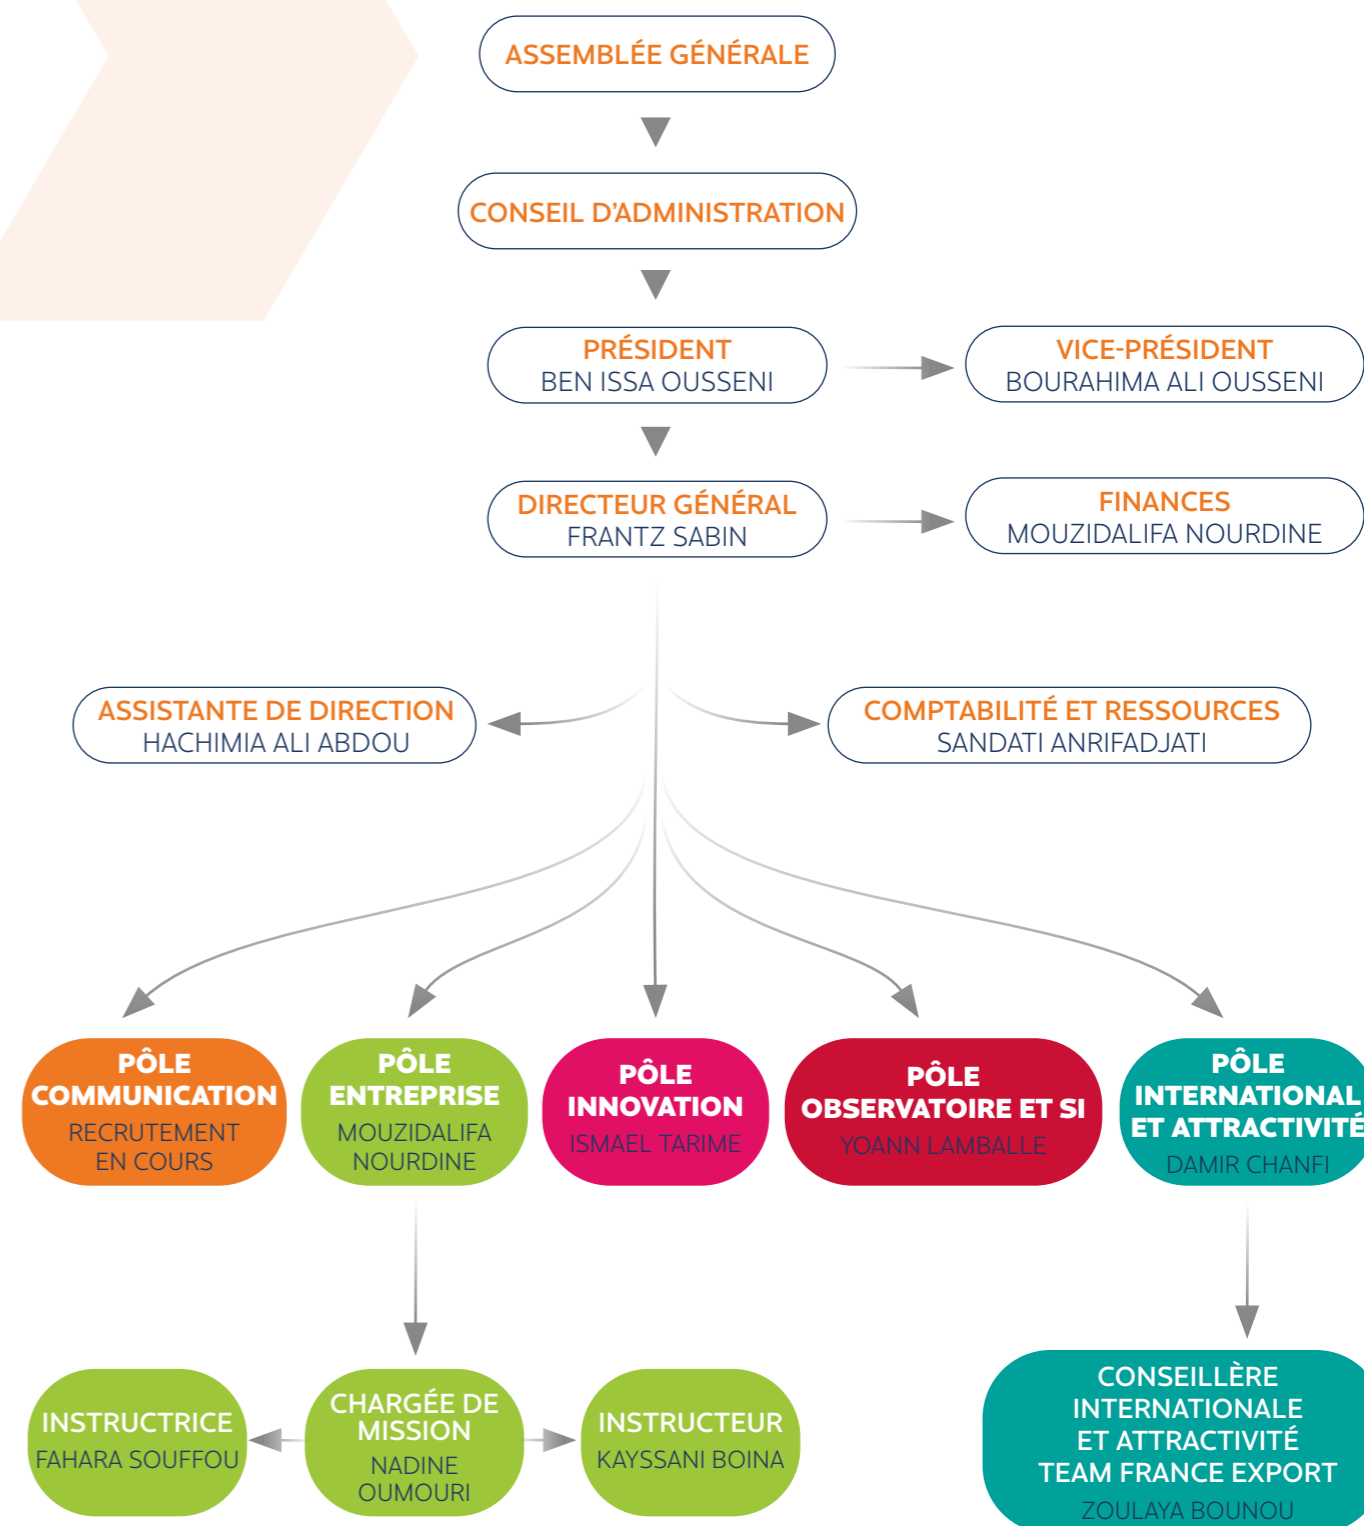 ASSEMBLÉE GÉNÉRALE
CONSEIL D'ADMINISTRATION
PRÉSIDENT
BEN ISSA OUSSENI
VICE-PRÉSIDENT
BOURAHIMA ALI OUSSENI
DIRECTEUR GÉNÉRAL
FRANTZ SABIN
FINANCES
MOUZIDALIFA NOURDINE
ASSISTANTE DE DIRECTION
HACHIMIA ALI ABDOU
COMPTABILITÉ ET RESSOURCES
SANDATI ANRIFADJATI
PÔLE
COMMUNICATION
RECRUTEMENT
EN COURS
PÔLE
ENTREPRISE
MOUZIDALIFA
NOURDINE
PÔLE
INNOVATION
ISMAEL TARIME
PÔLE
OBSERVATOIRE ET SI
YOANN LAMBALLE
PÔLE
INTERNATIONAL
ET ATTRACTIVITÉ
DAMIR CHANFI
INSTRUCTRICE
FAHARA SOUFFOU
CHARGÉE DE
MISSION
NADINE
OUMOURI
INSTRUCTEUR
KAYSSANI BOINA
CONSEILLÈRE
INTERNATIONALE
ET ATTRACTIVITÉ
TEAM FRANCE EXPORT
ZOULAYA BOUNOU